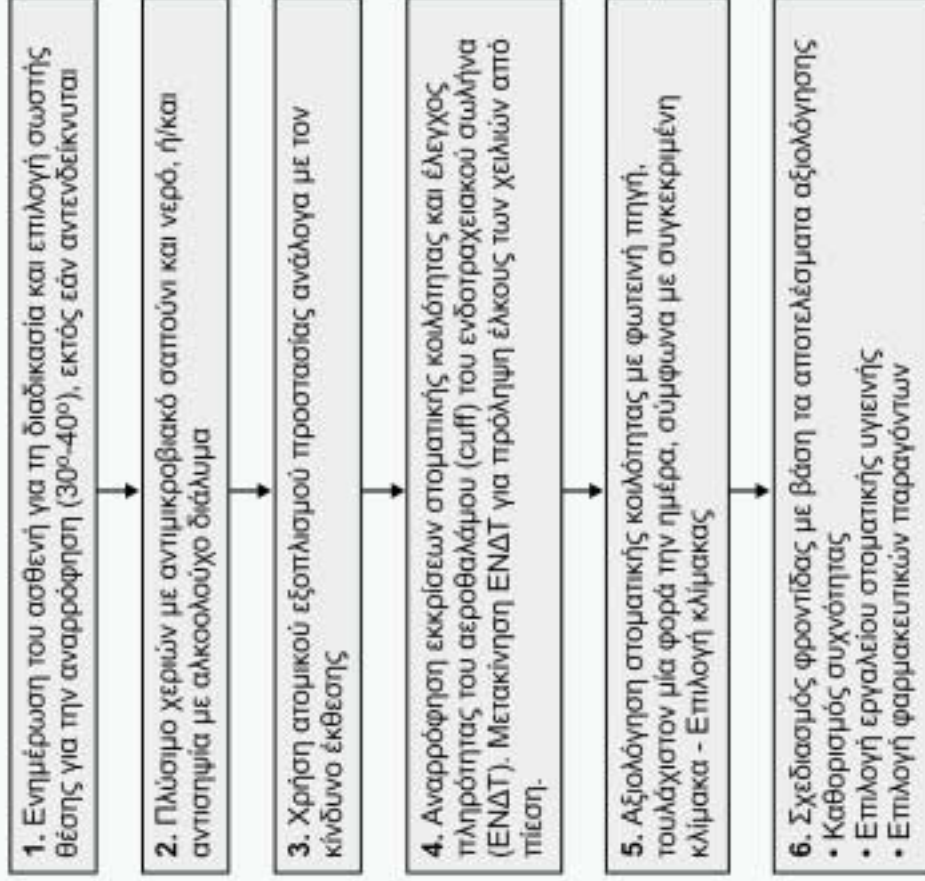 1. Ενημέρωση του ασθενή για τη διαδικασία και επιλογή σωστής
θέσης για την αναρρόφηση (30º-40º), εκτός εάν αντενδείκνυται
2. Πλύσιμο χεριών με αντιμικροβιακό σαπούνι και νερό, ή/και
αντισηψία με αλκοολούχο διάλυμα
3. Χρήση ατομικού εξοπλισμού προστασίας ανάλογα με τον
κίνδυνο έκθεσης
4. Αναρρόφηση εκκρίσεων στοματικής κοιλότητας και έλεγχος
πληρότητας του αεροθαλάμου (cuff) του ενδοτραχειακού σωλήνα
(ΕΝΔΤ). Μετακίνηση ΕΝΔΤ για πρόληψη έλκους των χειλιών από
πίεση.
5. Αξιολόγηση στοματικής κοιλότητας με φωτεινή πηγή,
τουλάχιστον μία φορά την ημέρα, σύμφωνα με συγκεκριμένη
κλίμακα - Επιλογή κλίμακας
6. Σχεδιασμός φροντίδας με βάση τα αποτελέσματα αξιολόγησης
• Καθορισμός συχνότητας
• Επιλογή εργαλείου στοματικής υγιεινής
• Επιλογή φαρμακευτικών παραγόντων